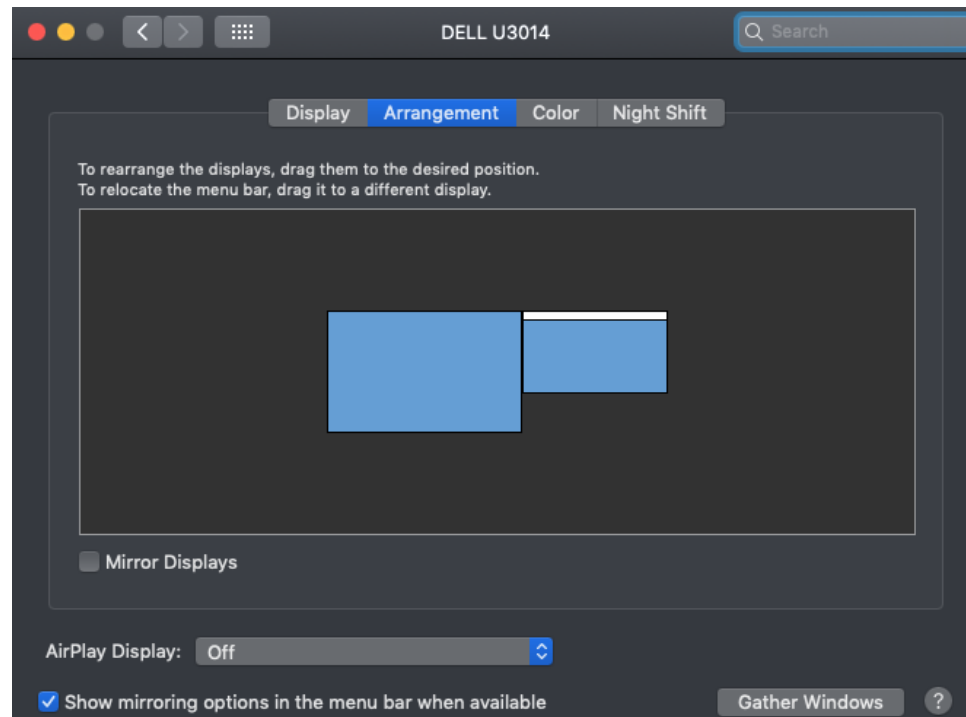 DELL U3014
Search
Display Arrangement Color Night Shift
To rearrange the displays, drag them to the desired position.
To relocate the menu bar, drag it to a different display.
Mirror Displays
AirPlay Display: Off
Show mirroring options in the menu bar when available
Gather Windows ?